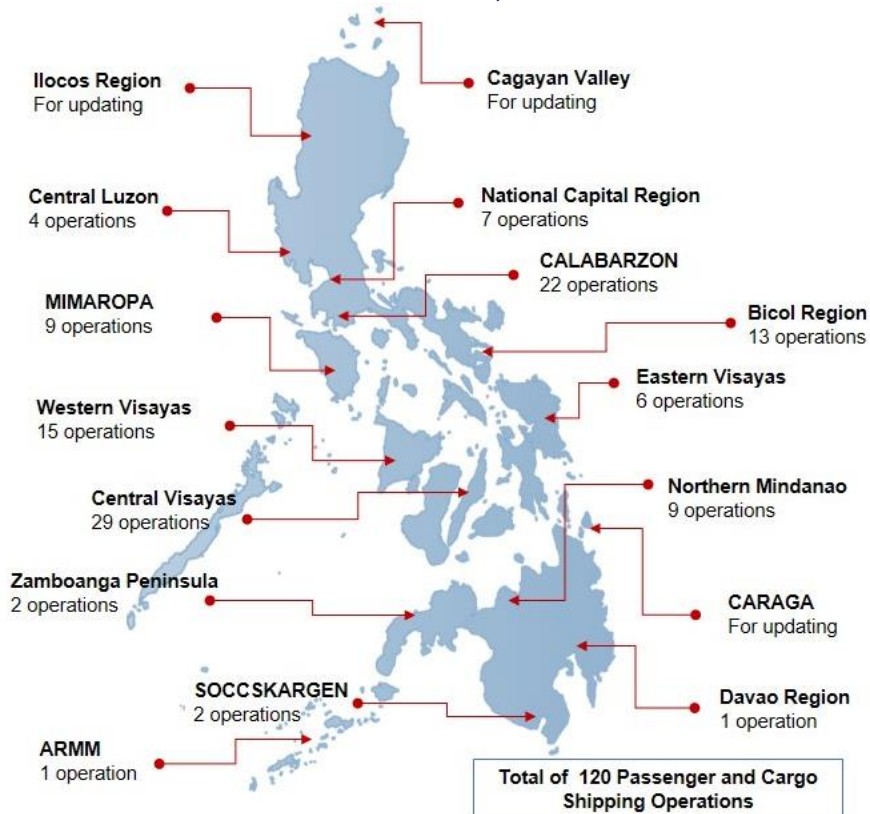 Ilocos Region
For updating
Cagayan Valley
For updating
Central Luzon
4 operations
National Capital Region
7 operations
CALABARZON
22 operations
MIMAROPA
9 operations
Bicol Region
13 operations
Eastern Visayas
6 operations
Western Visayas
15 operations
Northern Mindanao
9 operations
Central Visayas
29 operations
Zamboanga Peninsula
2 operations
CARAGA
For updating
SOCCSKARGEN
2 operations
Davao Region
1 operation
ARMM
1 operation
Total of 120 Passenger and Cargo
Shipping Operations